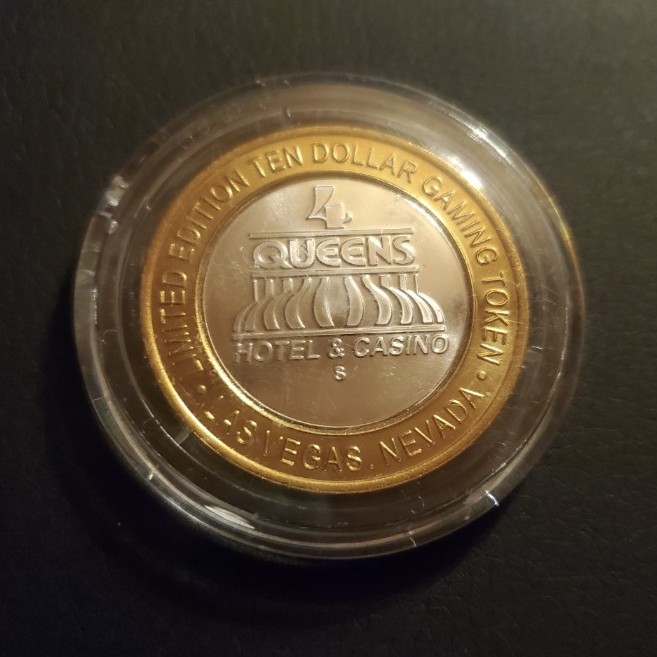 LIMITED EDITION TEN DOLLAR GAMING TOKEN
4
QUEENS
HOTEL & CASINO
S
• LAS VEGAS, NEVADA •